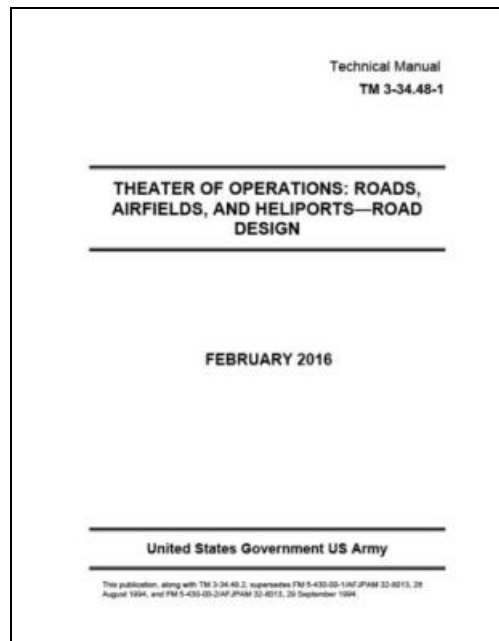 Technical Manual
TM 3-34.48-1
THEATER OF OPERATIONS: ROADS,
AIRFIELDS, AND HELIPORTS—ROAD
DESIGN
FEBRUARY 2016
United States Government US Army
This publication, along with TM 3-34.48.2, supersedes FM 5-430-00-1/AFJPAM 32-8013, 26
August 1994, and FM 5-430-00-2/AFJPAM 32-8013, 29 September 1994.